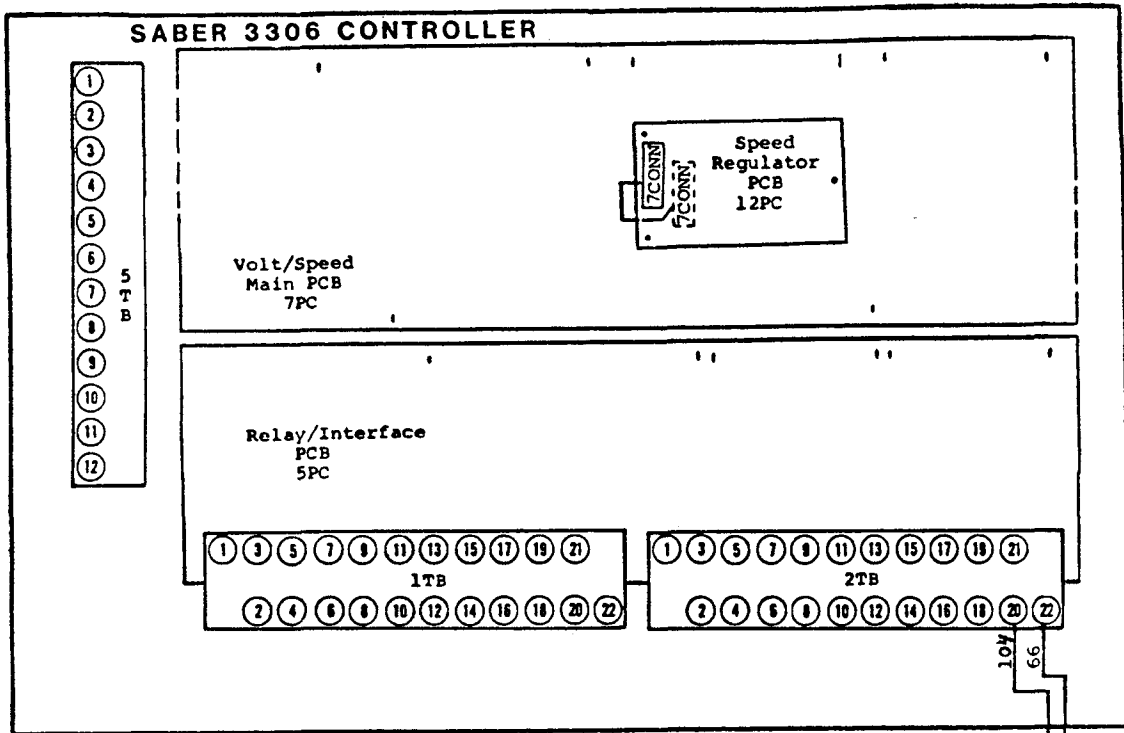 SABER 3306 CONTROLLER
1
2
3
4
5
6
7
8
9
10
11
12
5
T
B
Speed
Regulator
PCB
12PC
7CONN
7CONN
Volt/Speed
Main PCB
7PC
Relay/Interface
PCB
5PC
1 3 5 7 9 11 13 15 17 19 21
1TB
2 4 6 8 10 12 14 16 18 20 22
1 3 5 7 9 11 13 15 17 19 21
2TB
2 4 6 8 10 12 14 16 18 20 22
104
66